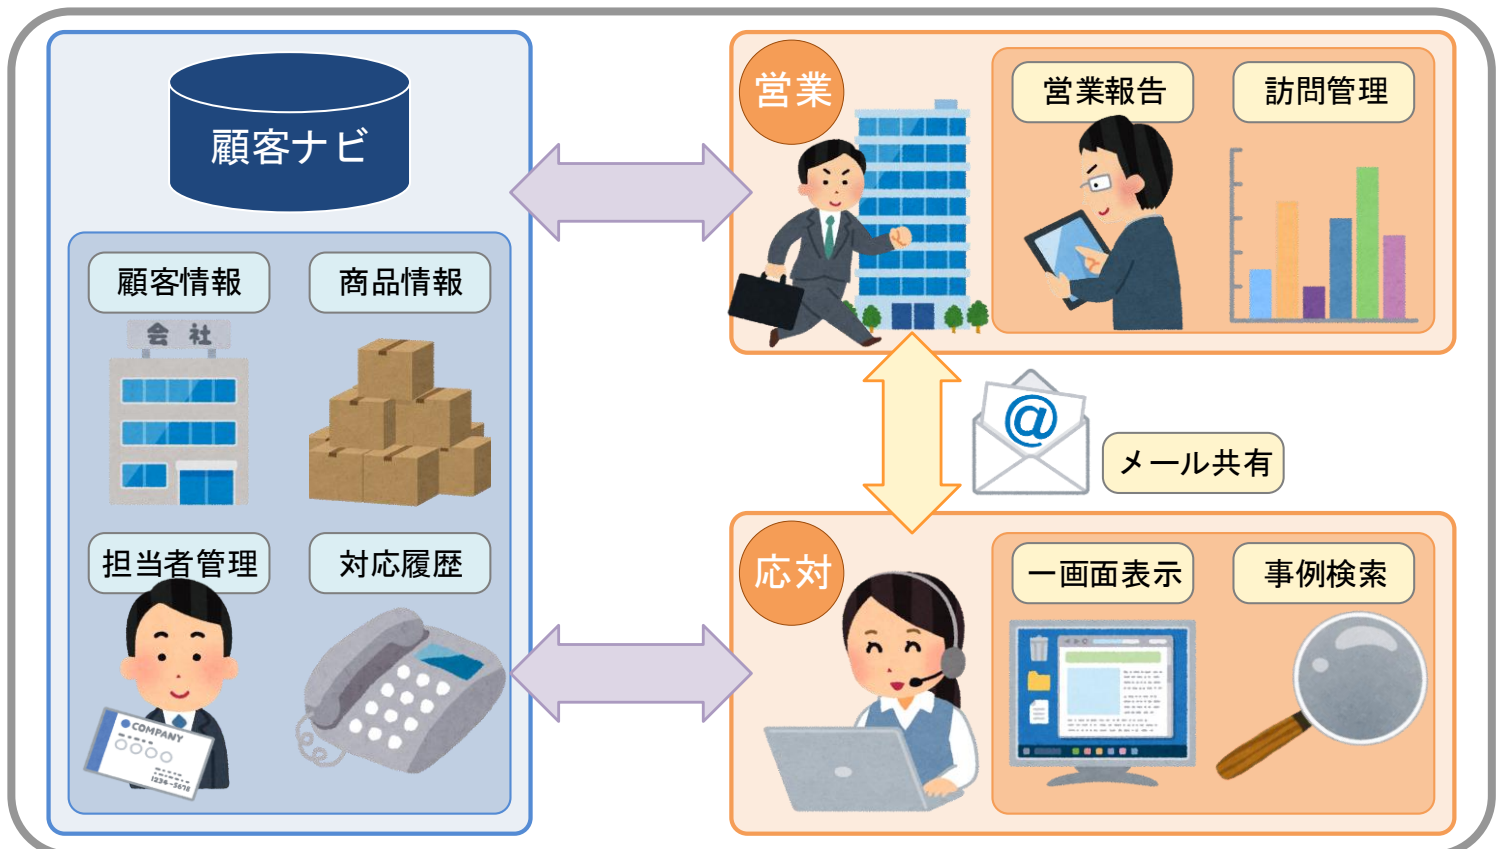 顧客ナビ
顧客情報
商品情報
会社
担当者管理
対応履歴
COMPANY
1234-5678
営業
営業報告
訪問管理
@
メール共有
応対
一画面表示
事例検索